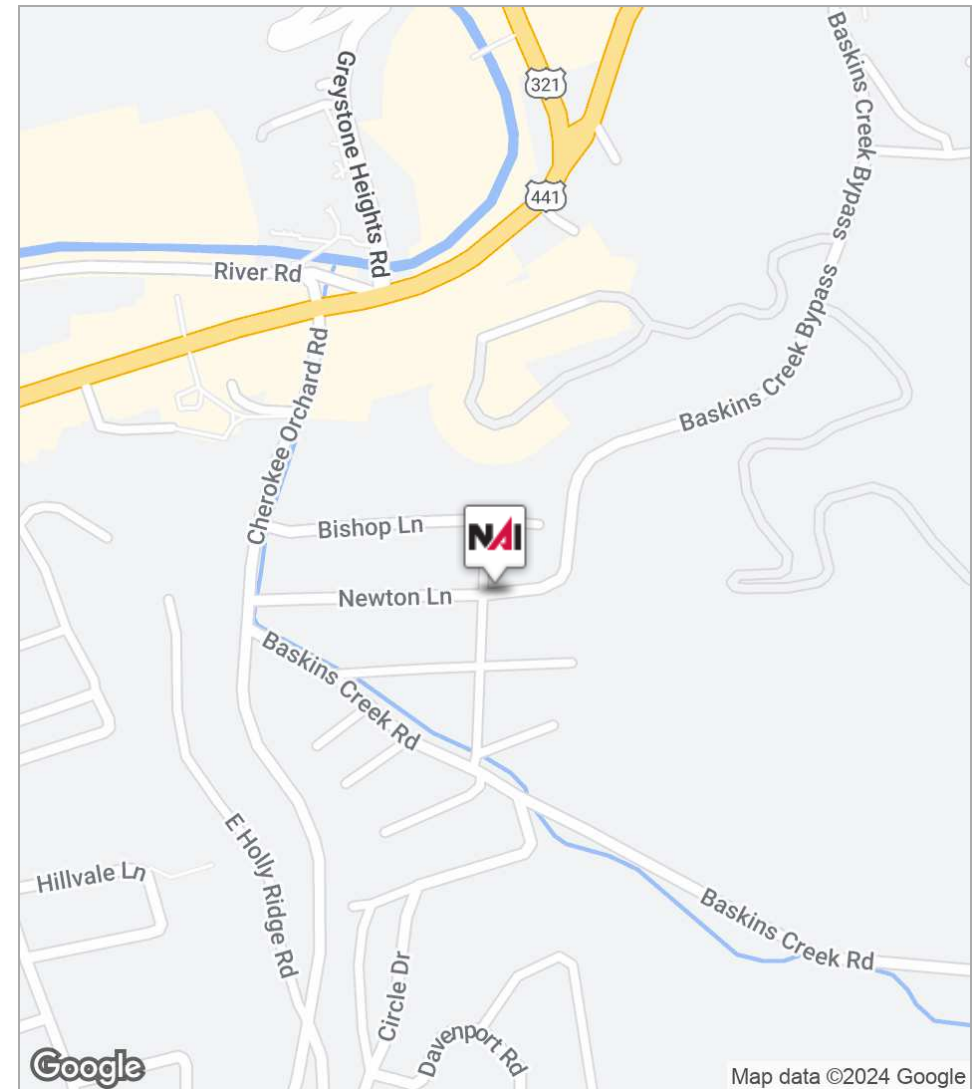 Baskins Creek Bypass
321
Greystone Heights Rd
441
River Rd
Baskins Creek Bypass
Cherokee Orchard Rd
Bishop Ln
NAI
Newton Ln
Baskins Creek Rd
E Holly Ridge Rd
Hillvale Ln
Baskins Creek Rd
Circle Dr
Davenport Rd
Google
Map data ©2024 Google